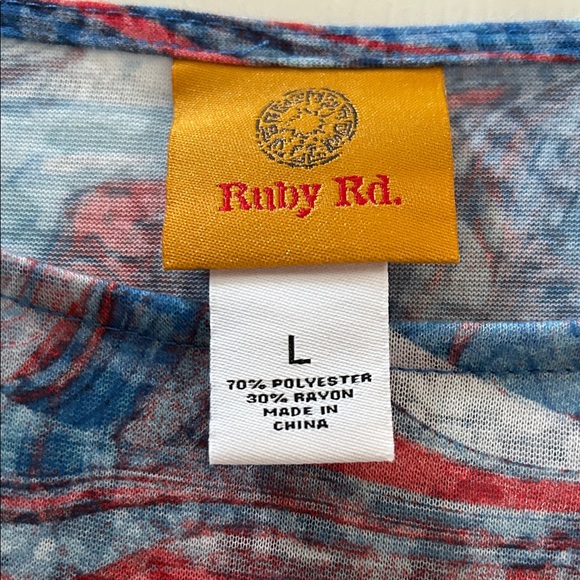 Ruby Rd.
L
70% POLYESTER
30% RAYON
MADE IN
CHINA